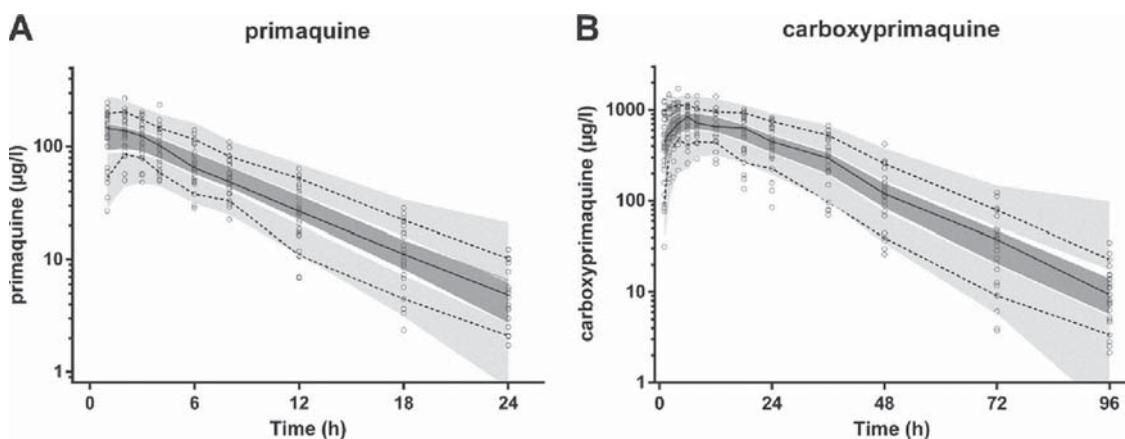 A
primaquine
primaquine (µg/l)
100
10
1
0
6
12
18
24
Time (h)
B
carboxyprimaquine
carboxyprimaquine (µg/l)
1000
100
10
1
0
24
48
72
96
Time (h)